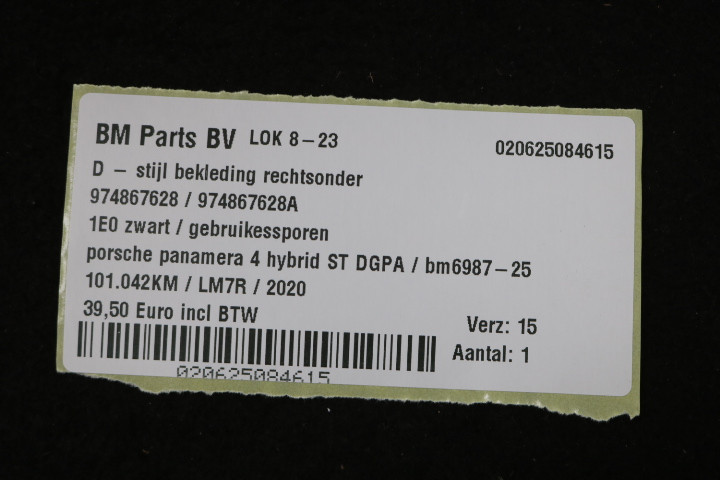 BM Parts BV LOK 8-23
020625084615
D - stijl bekleding rechtsonder
974867628 / 974867628A
1E0 zwart / gebruikessporen
porsche panamera 4 hybrid ST DGPA / bm6987-25
101.042KM / LM7R / 2020
39,50 Euro incl BTW
Verz: 15
Aantal: 1
020625084615